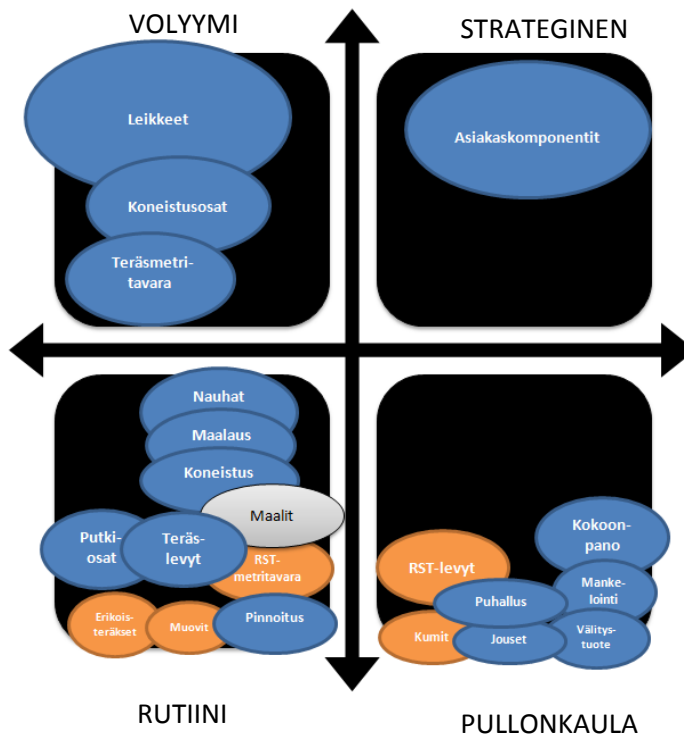 VOLYYMI
STRATEGINEN
Leikkeet
Asiakaskomponentit
Koneistusosat
Teräsmetri-
tavara
Nauhat
Maalaus
Koneistus
Maalit
Putki-
osat
Teräs-
levyt
RST-
metritavara
Erikois-
teräkset
Muovit
Pinnoitus
Kokoon-
pano
RST-levyt
Manke-
lointi
Puhallus
Kumit
Jouset
Välitys-
tuote
RUTIINI
PULLONKAULA